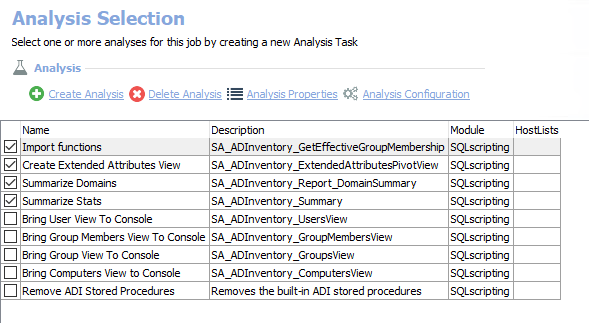 Analysis Selection
Select one or more analyses for this job by creating a new Analysis Task
Analysis
Create Analysis Delete Analysis Analysis Properties Analysis Configuration
Name Description Module HostLists
Import functions SA_ADInventory_GetEffectiveGroupMembership SQLscripting
Create Extended Attributes View SA_ADInventory_ExtendedAttributesPivotView SQLscripting
Summarize Domains SA_ADInventory_Report_DomainSummary SQLscripting
Summarize Stats SA_ADInventory_Summary SQLscripting
Bring User View To Console SA_ADInventory_UsersView SQLscripting
Bring Group Members View To Console SA_ADInventory_GroupMembersView SQLscripting
Bring Group View To Console SA_ADInventory_GroupsView SQLscripting
Bring Computers View to Console SA_ADInventory_ComputersView SQLscripting
Remove ADI Stored Procedures Removes the built-in ADI stored procedures SQLscripting